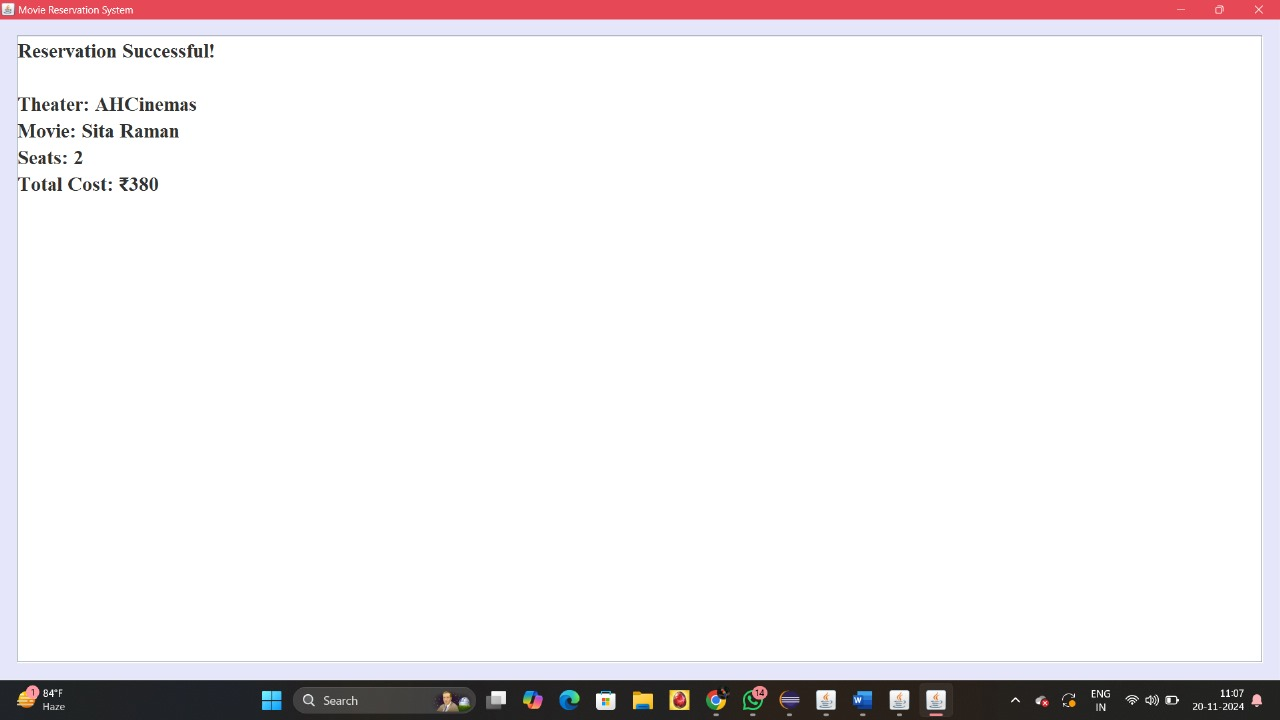 Movie Reservation System
Reservation Successful!
Theater: AHCinemas
Movie: Sita Raman
Seats: 2
Total Cost: ₹380
1
84°F
Haze
Search
14
ENG
IN
11:07
20-11-2024